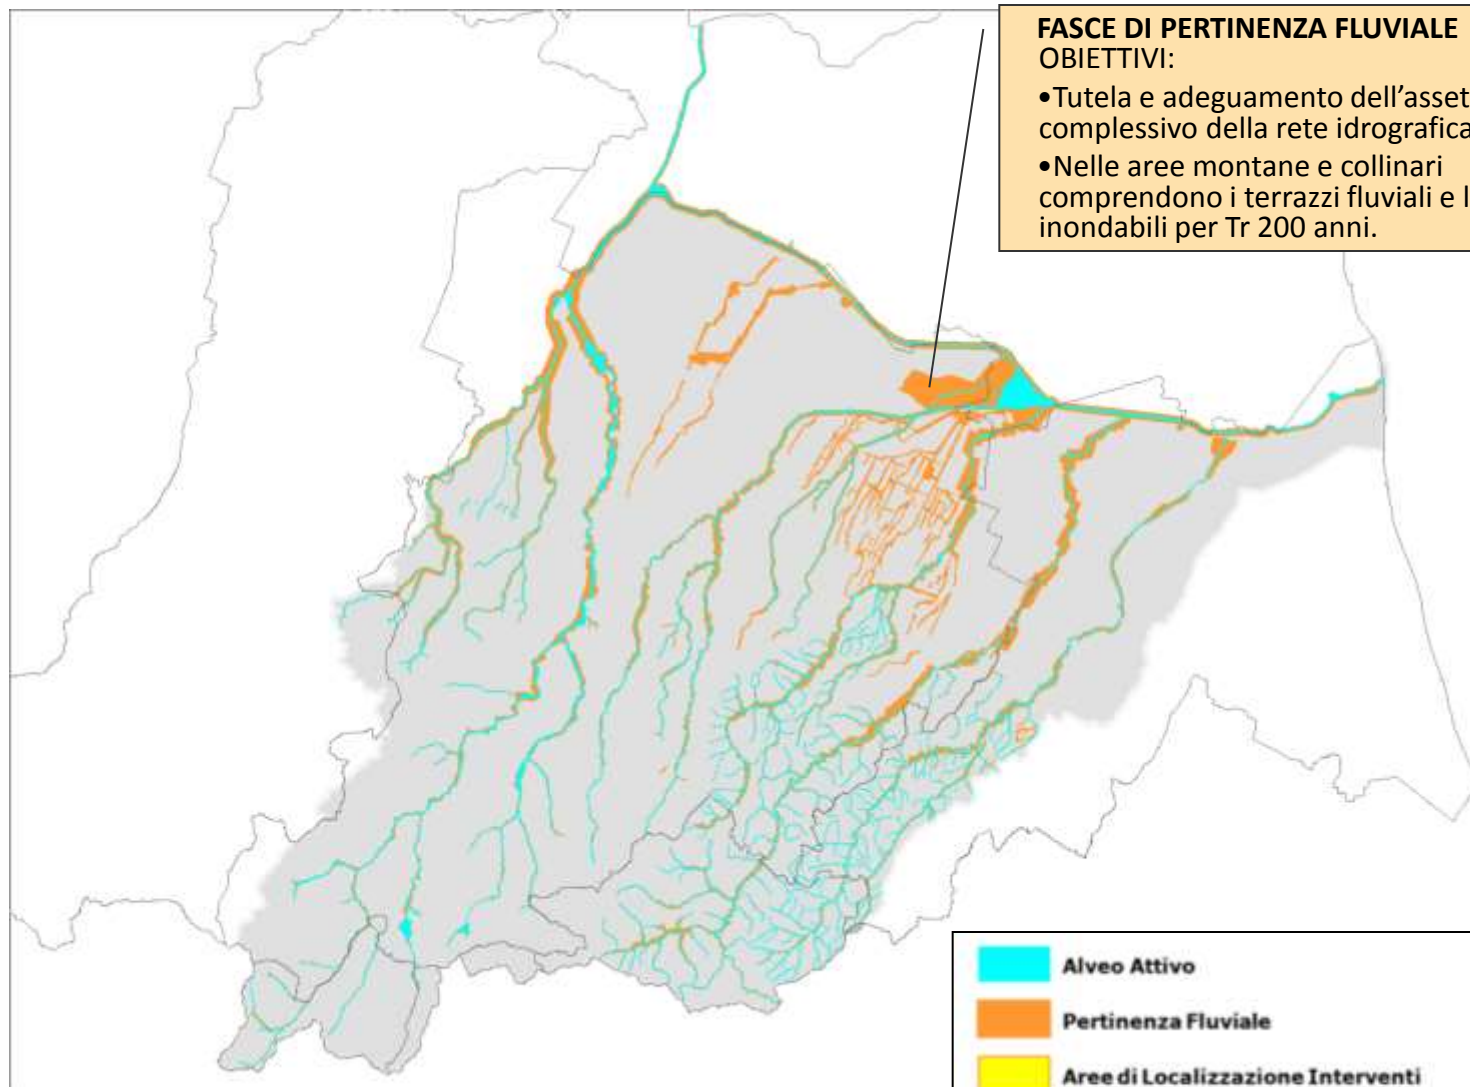 FASCE DI PERTINENZA FLUVIALE
OBIETTIVI:
•Tutela e adeguamento dell’asset
complessivo della rete idrografica
•Nelle aree montane e collinari
comprendono i terrazzi fluviali e l
inondabili per Tr 200 anni.
Alveo Attivo
Pertinenza Fluviale
Aree di Localizzazione Interventi